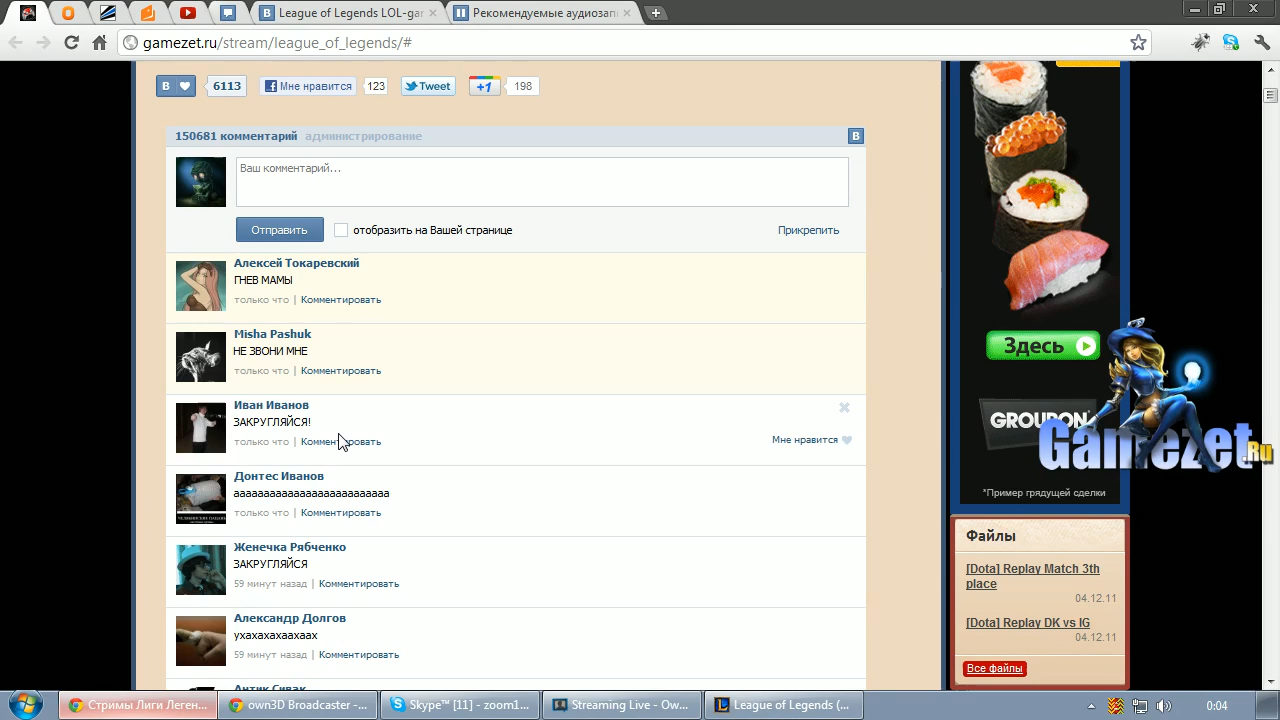 League of Legends LOL-gar
Рекомендуемые аудиозап
gamezet.ru/stream/league_of_legends/#
В 6113
Мне нравится 123
Tweet
+1 198
150681 комментарий администрирование
В
Ваш комментарий...
Отправить отобразить на Вашей странице
Прикрепить
Алексей Токаревский
ГНЕВ МАМЫ
только что | Комментировать
Misha Pashuk
НЕ ЗВОНИ МНЕ
только что | Комментировать
Иван Иванов
ЗАКРУГЛЯЙСЯ!
только что | Комментировать
Мне нравится
Донтес Иванов
аааааааааааааааааааааааааа
только что | Комментировать
Женечка Рябченко
ЗАКРУГЛЯЙСЯ
59 минут назад | Комментировать
Александр Долгов
ухахахахаахаах
59 минут назад | Комментировать
Антик Сивак
Здесь
GROUPON
Gamezet.Ru
*Пример грядущей сделки
Файлы
[Dota] Replay Match 3th
place
04.12.11
[Dota] Replay DK vs IG
04.12.11
Все файлы
Стримы Лиги Леген...
own3D Broadcaster -...
Skype™ [11] - zoom1...
Streaming Live - Ow...
League of Legends (...
0:04